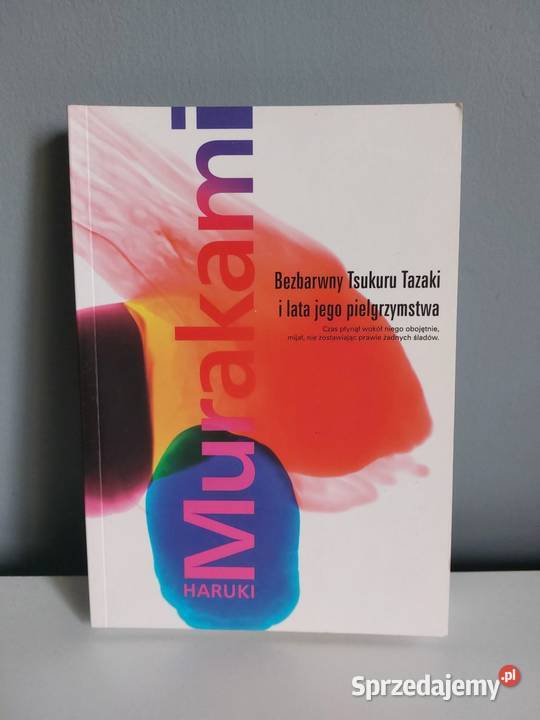 HARUKI
Murakami
Bezbarwny Tsukuru Tazaki
i lata jego pielgrzymstwa
Czas płynął wokół niego obojętnie,
mijał, nie zostawiając prawie żadnych śladów.
Sprzedajemy.pl